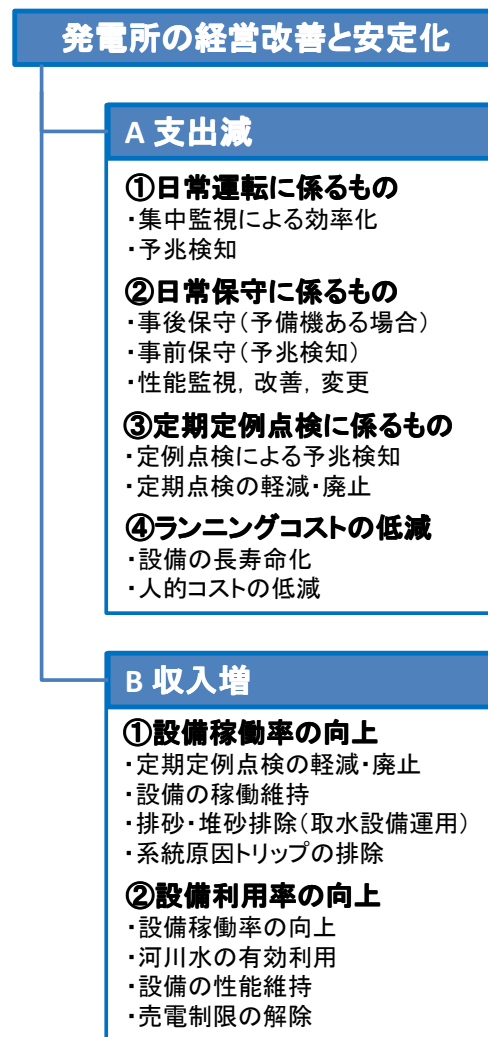 発電所の経営改善と安定化
A 支出減
①日常運転に係るもの
・集中監視による効率化
・予兆検知
②日常保守に係るもの
・事後保守(予備機ある場合)
・事前保守(予兆検知)
・性能監視,改善,変更
③定期定例点検に係るもの
・定例点検による予兆検知
・定期点検の軽減・廃止
④ランニングコストの低減
・設備の長寿命化
・人的コストの低減
B 収入増
①設備稼働率の向上
・定期定例点検の軽減・廃止
・設備の稼働維持
・排砂・堆砂排除(取水設備運用)
・系統原因トリップの排除
②設備利用率の向上
・設備稼働率の向上
・河川水の有効利用
・設備の性能維持
・売電制限の解除